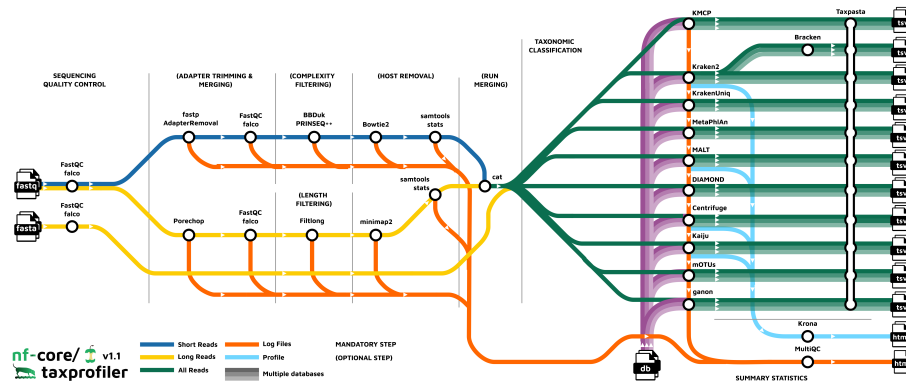 SEQUENCING
QUALITY CONTROL
(ADAPTER TRIMMING &
MERGING)
(COMPLEXITY
FILTERING)
(HOST REMOVAL)
(RUN
MERGING)
TAXONOMIC
CLASSIFICATION
fastq
FastQC
falco
fasta
FastQC
falco
fastp
AdapterRemoval
FastQC
falco
BBDuk
PRINSEQ++
Bowtie2
samtools
stats
Porechop
FastQC
falco
(LENGTH
FILTERING)
Filtlong
minimap2
samtools
stats
cat
KMCP
Kraken2
Bracken
KrakenUniq
MetaPhlAn
MALT
DIAMOND
Centrifuge
Kaiju
mOTUs
ganon
Taxpasta
tsv
tsv
tsv
tsv
tsv
tsv
tsv
tsv
tsv
tsv
tsv
Krona
MultiQC
SUMMARY STATISTICS
db
nf-core/
taxprofiler
v1.1
Short Reads
Long Reads
All Reads
Log Files
Profile
Multiple databases
MANDATORY STEP
(OPTIONAL STEP)